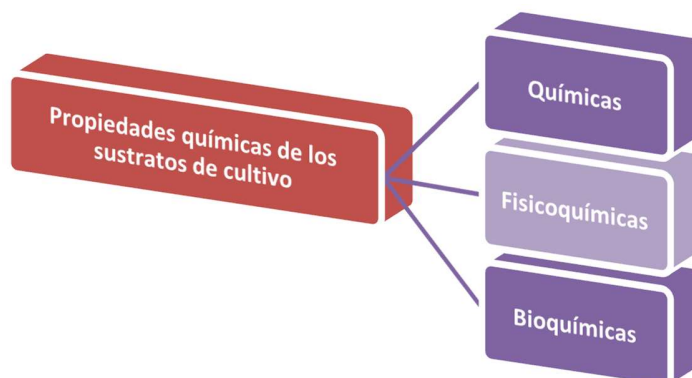 Propiedades químicas de los
sustratos de cultivo
Químicas
Fisicoquímicas
Bioquímicas